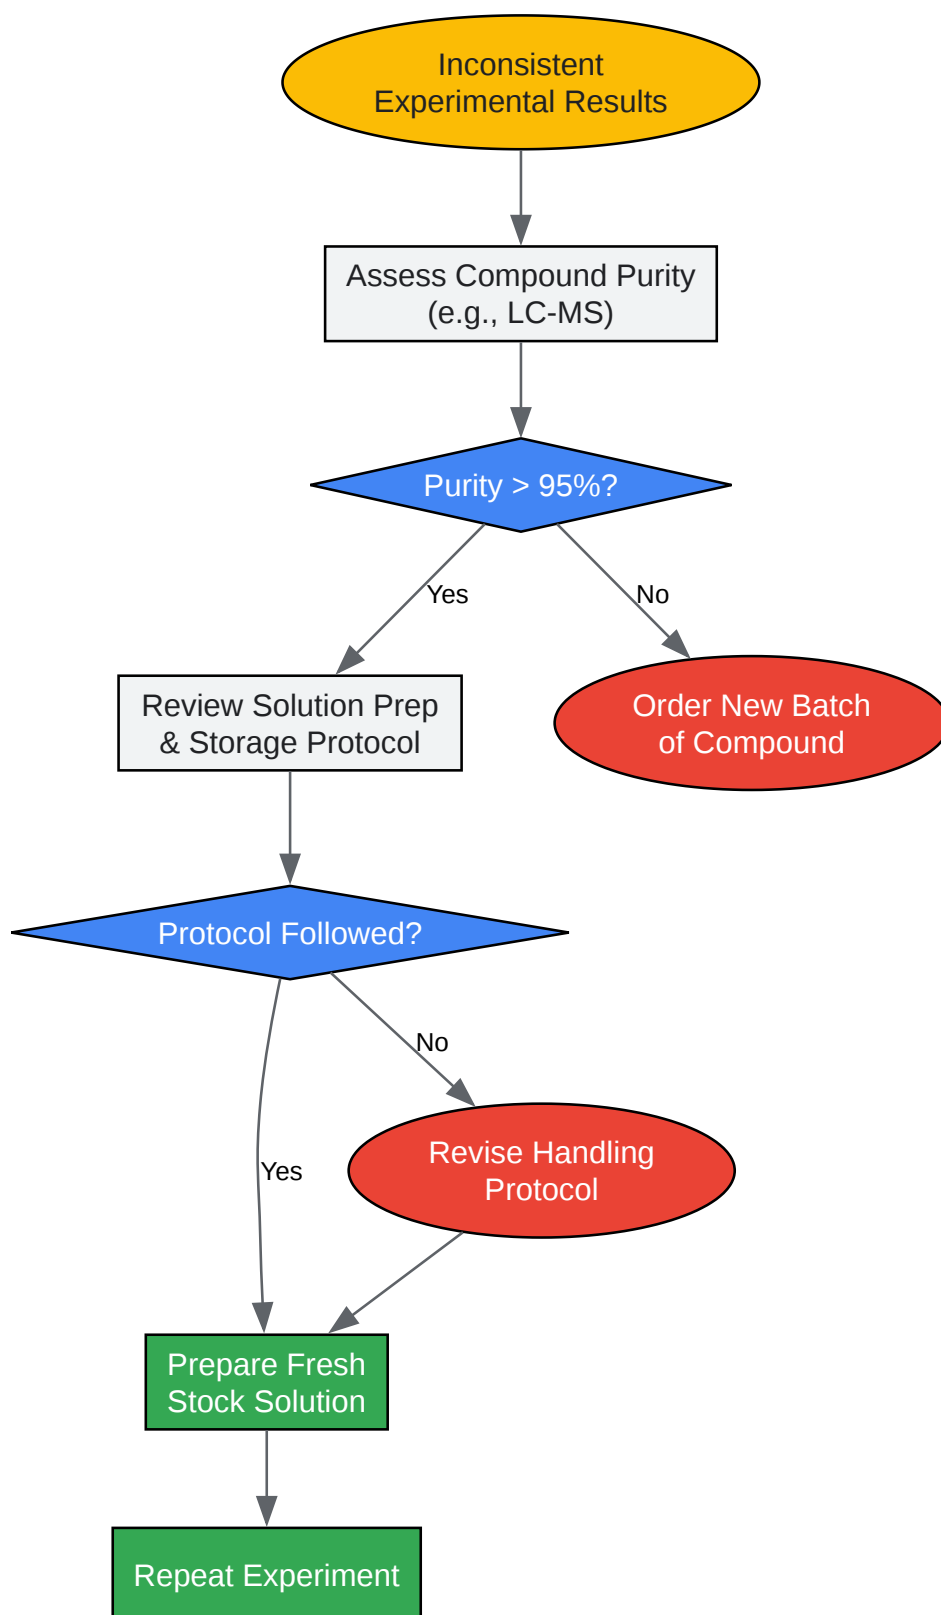 Inconsistent
Experimental Results
Assess Compound Purity
(e.g., LC-MS)
Purity > 95%?
Yes
No
Review Solution Prep
& Storage Protocol
Order New Batch
of Compound
Protocol Followed?
No
Yes
Revise Handling
Protocol
Prepare Fresh
Stock Solution
Repeat Experiment